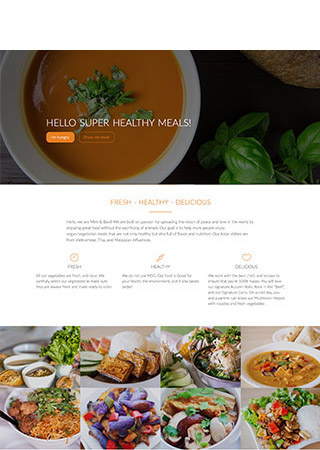 HELLO SUPER HEALTHY MEALS!
I'm hungry
Show me more
FRESH - HEALTHY - DELICIOUS
Hello, we are Mint & Basil! We are built on passion for spreading the vision of peace and love in the world by
creating great food without the sacrificing of animals. Our goal is to help more people enjoy
vegan/vegetarian meals that are not only healthy but also full of flavor and nutrition. Our Asian dishes are
from Vietnamese, Thai, and Malaysian influences.
FRESH
All our vegetables are fresh, and local. We
carefully select our vegetables to make sure
they are always fresh and made ready to order.
HEALTHY
We do not use MSG. Our food is Good for
your health, the environment, and it also tastes
better!
DELICIOUS
We work with the best chefs and recipes to
ensure that you're 100% happy. You will love
our signature Russian Rolls, Rock 'n Roll "Beef",
and our Signature Curry. On a cold day, you
and a partner can enjoy our Mushroom Hotpot
with noodles and fresh vegetables!